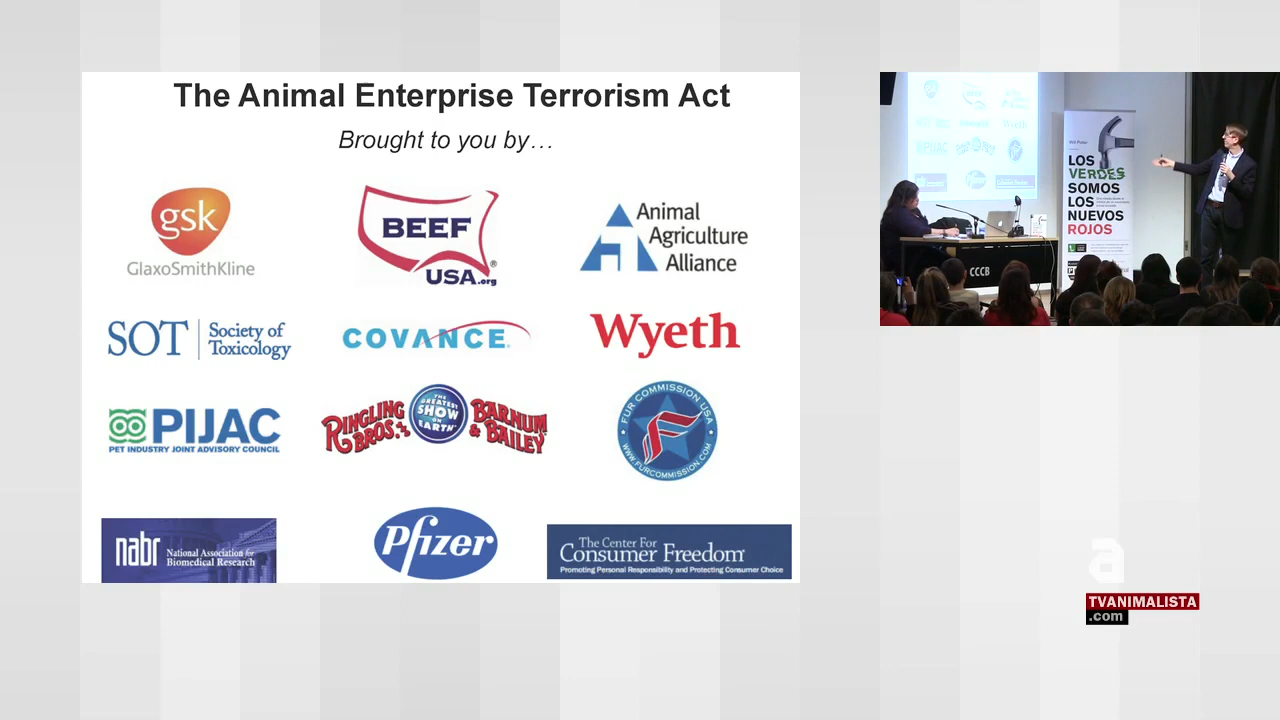 The Animal Enterprise Terrorism Act
Brought to you by…
gsk
GlaxoSmithKline
BEEF
USA.org
Animal
Agriculture
Alliance
SOT
Society of
Toxicology
COVANCE
Wyeth
PIJAC
PET INDUSTRY JOINT ADVISORY COUNCIL
RINGLING
BROS.
THE
GREATEST
SHOW
ON
EARTH
BARNUM
& BAILEY
FUR COMMISSION USA
WWW.FURCOMMISSION.COM
nabr
National Association for
Biomedical Research
Pfizer
The Center For
Consumer Freedom
Promoting Personal Responsibility and Protecting Consumer Choice
Will Potter
LOS
VERDES
SOMOS
LOS
NUEVOS
ROJOS
CCCB
a
TVANIMALISTA
.com